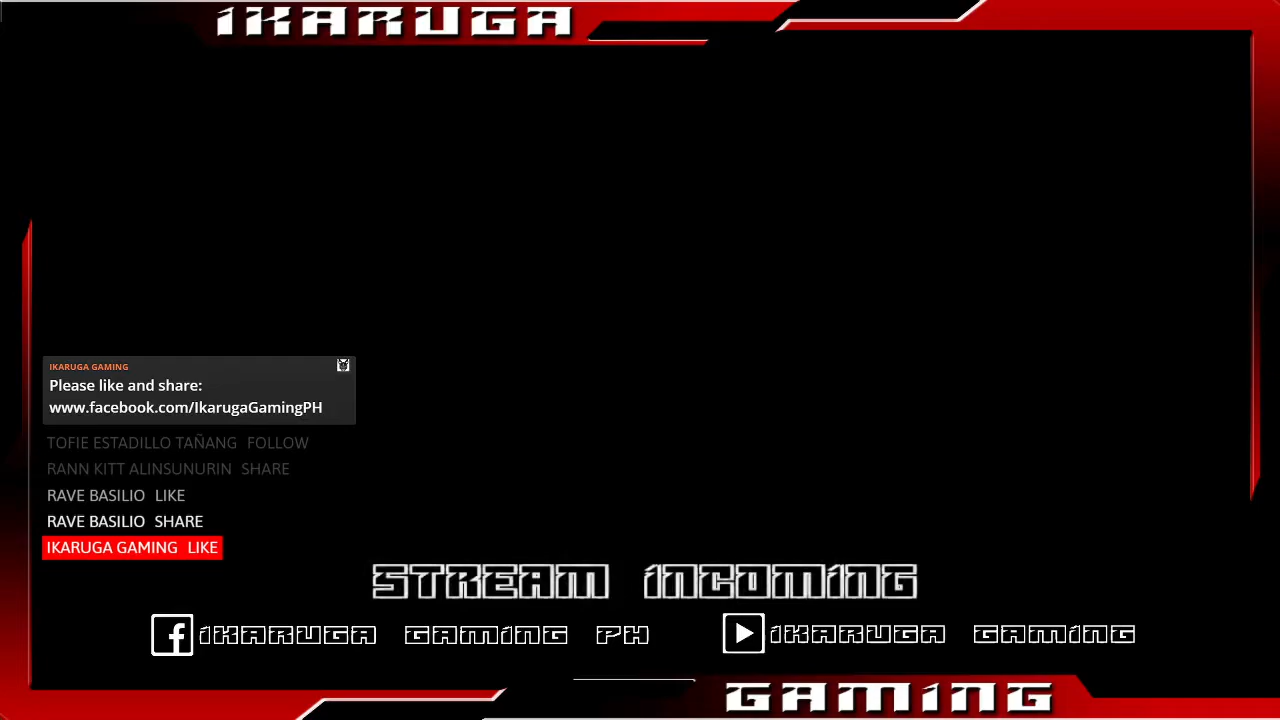 IKARUGA
IKARUGA GAMING
Please like and share:
www.facebook.com/IkarugaGamingPH
TOFIE ESTADILLO TAÑANG FOLLOW
RANN KITT ALINSUNURIN SHARE
RAVE BASILIO LIKE
RAVE BASILIO SHARE
IKARUGA GAMING LIKE
STREAM INCOMING
IKARUGA GAMING PH
IKARUGA GAMING
GAMING